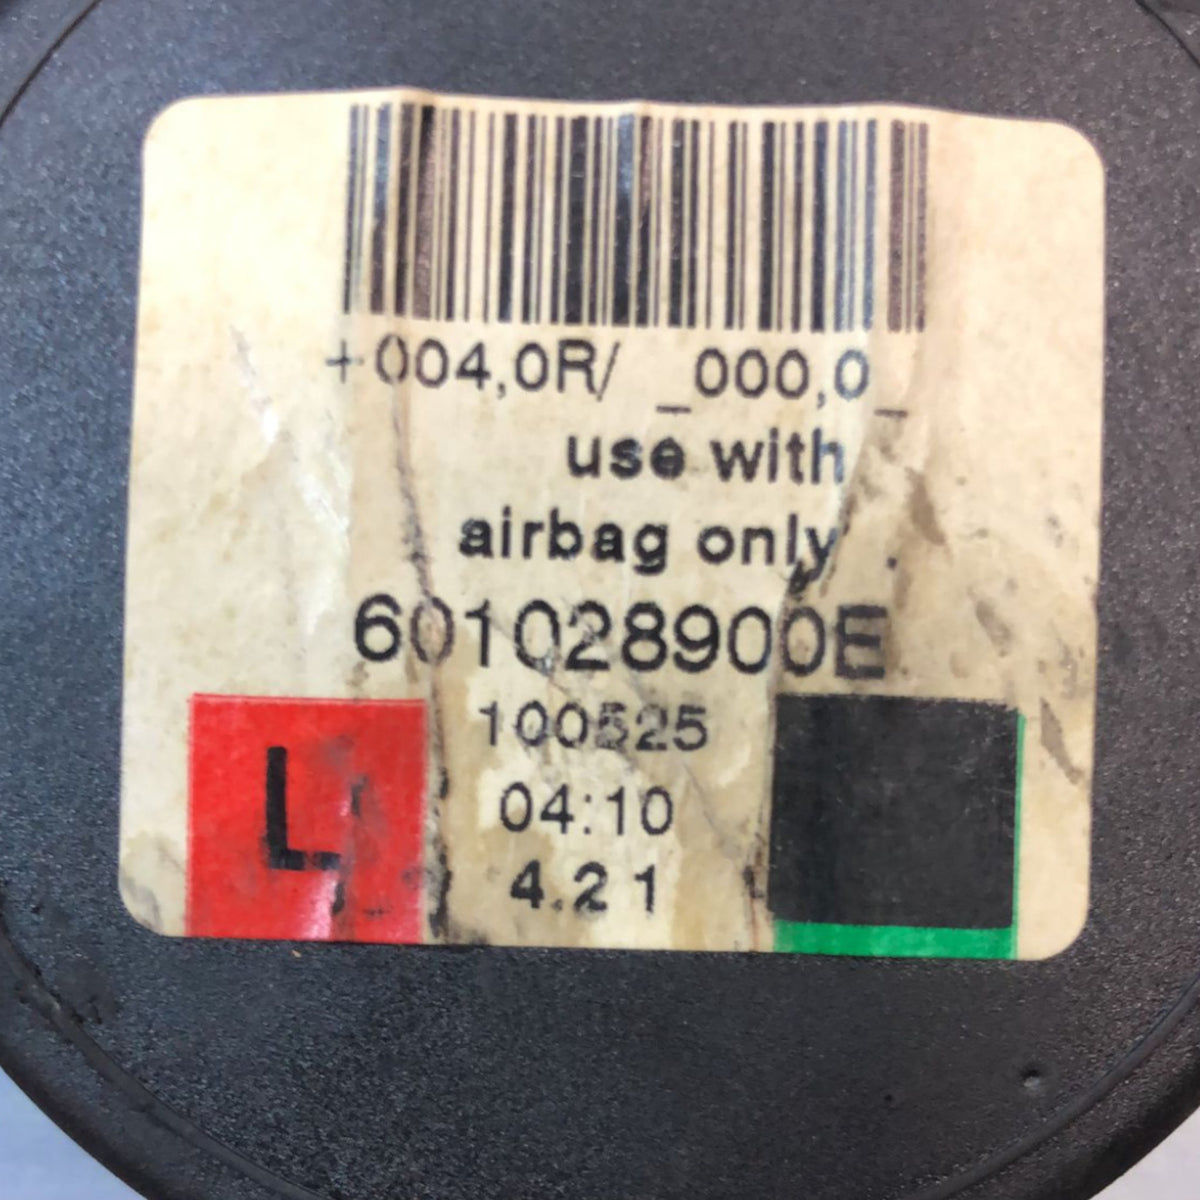 +004,0R/ _000,0_
use with
airbag only .
601028900E
100525
L
04:10
4.21